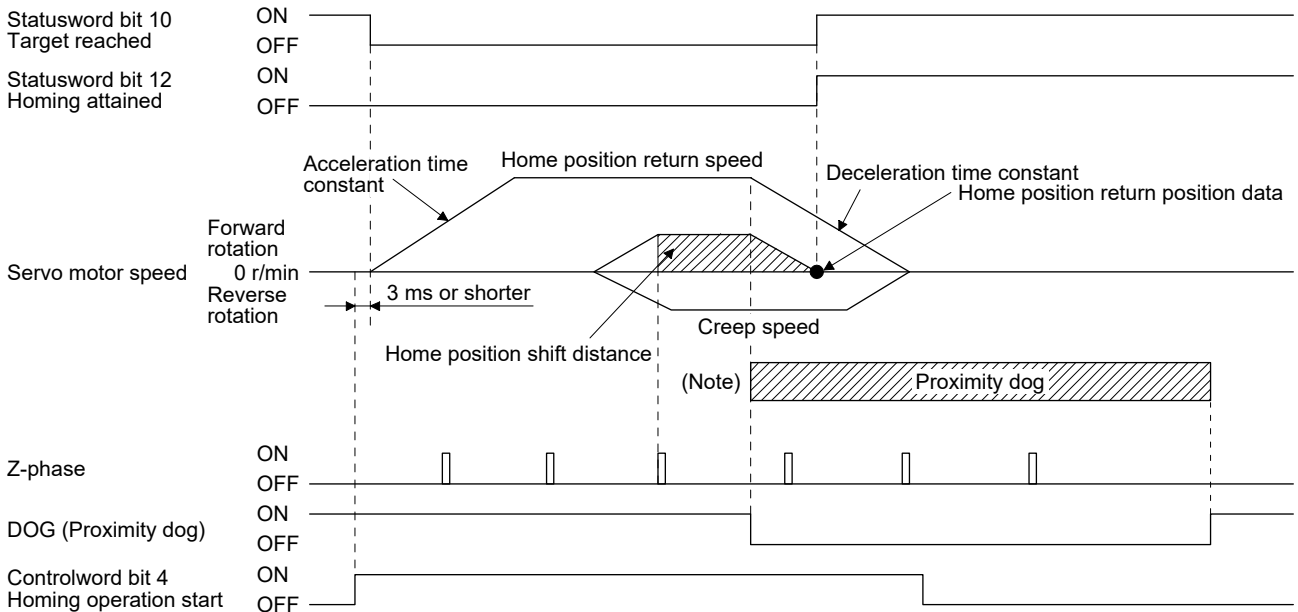 Statusword bit 10
Target reached
ON
OFF
Statusword bit 12
Homing attained
ON
OFF
Acceleration time
constant
Home position return speed
Deceleration time constant
Home position return position data
Forward
rotation
Servo motor speed
0 r/min
Reverse
rotation
3 ms or shorter
Creep speed
Home position shift distance
(Note)
Proximity dog
Z-phase
ON
OFF
DOG (Proximity dog)
ON
OFF
Controlword bit 4
Homing operation start
ON
OFF